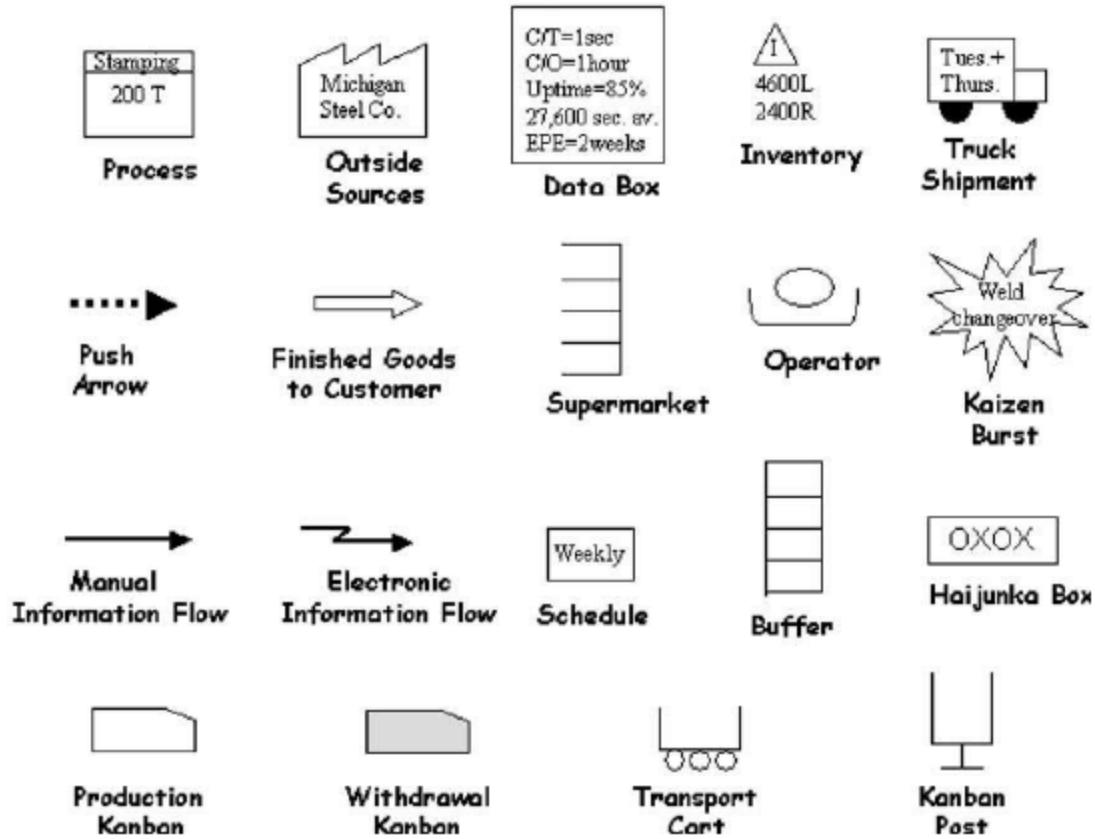 Stamping
200 T
Process
Michigan
Steel Co.
Outside
Sources
C/T=1sec
C/O=1hour
Uptime=85%
27,600 sec. av.
EPE=2weeks
Data Box
I
4600L
2400R
Inventory
Tues.+
Thurs.
Truck
Shipment
Push
Arrow
Finished Goods
to Customer
Supermarket
Operator
Weld
changeover
Kaizen
Burst
Manual
Information Flow
Electronic
Information Flow
Weekly
Schedule
Buffer
OXOX
Haijunka Box
Production
Kanban
Withdrawal
Kanban
Transport
Cart
Kanban
Post